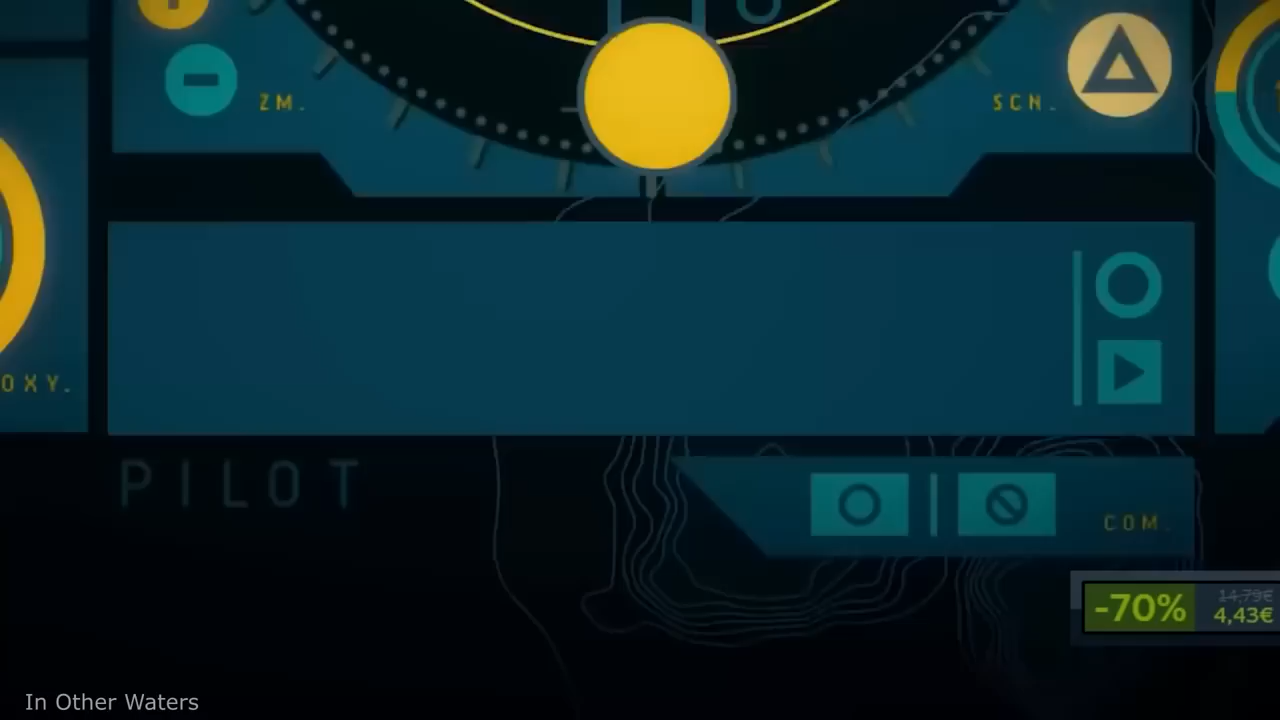 ZM.
SCN.
OXY.
PILOT
COM.
-70%
14,79€
4,43€
In Other Waters